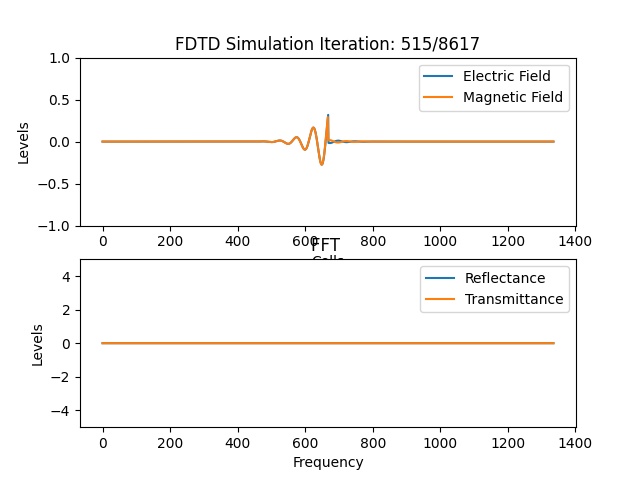 FDTD Simulation Iteration: 515/8617
1.0
0.5
0.0
−0.5
−1.0
Levels
Electric Field
Magnetic Field
0 200 400 600 800 1000 1200 1400
Cells
FFT
4
2
0
−2
−4
Levels
Reflectance
Transmittance
0 200 400 600 800 1000 1200 1400
Frequency